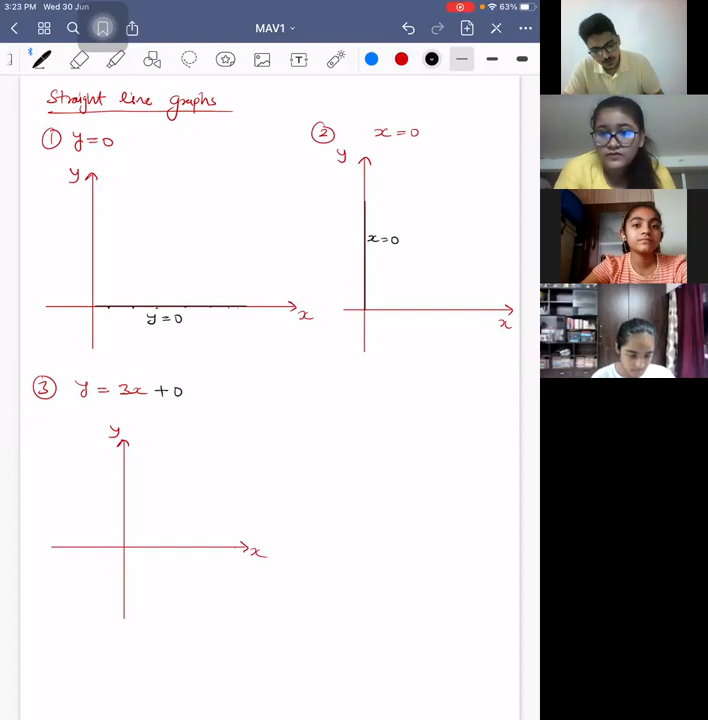 3:23 PM Wed 30 Jun
63%
MAV1
T
Straight line graphs
① y=0
y
y=0
x
② x=0
y
x=0
x
③ y = 3x + 0
y
x